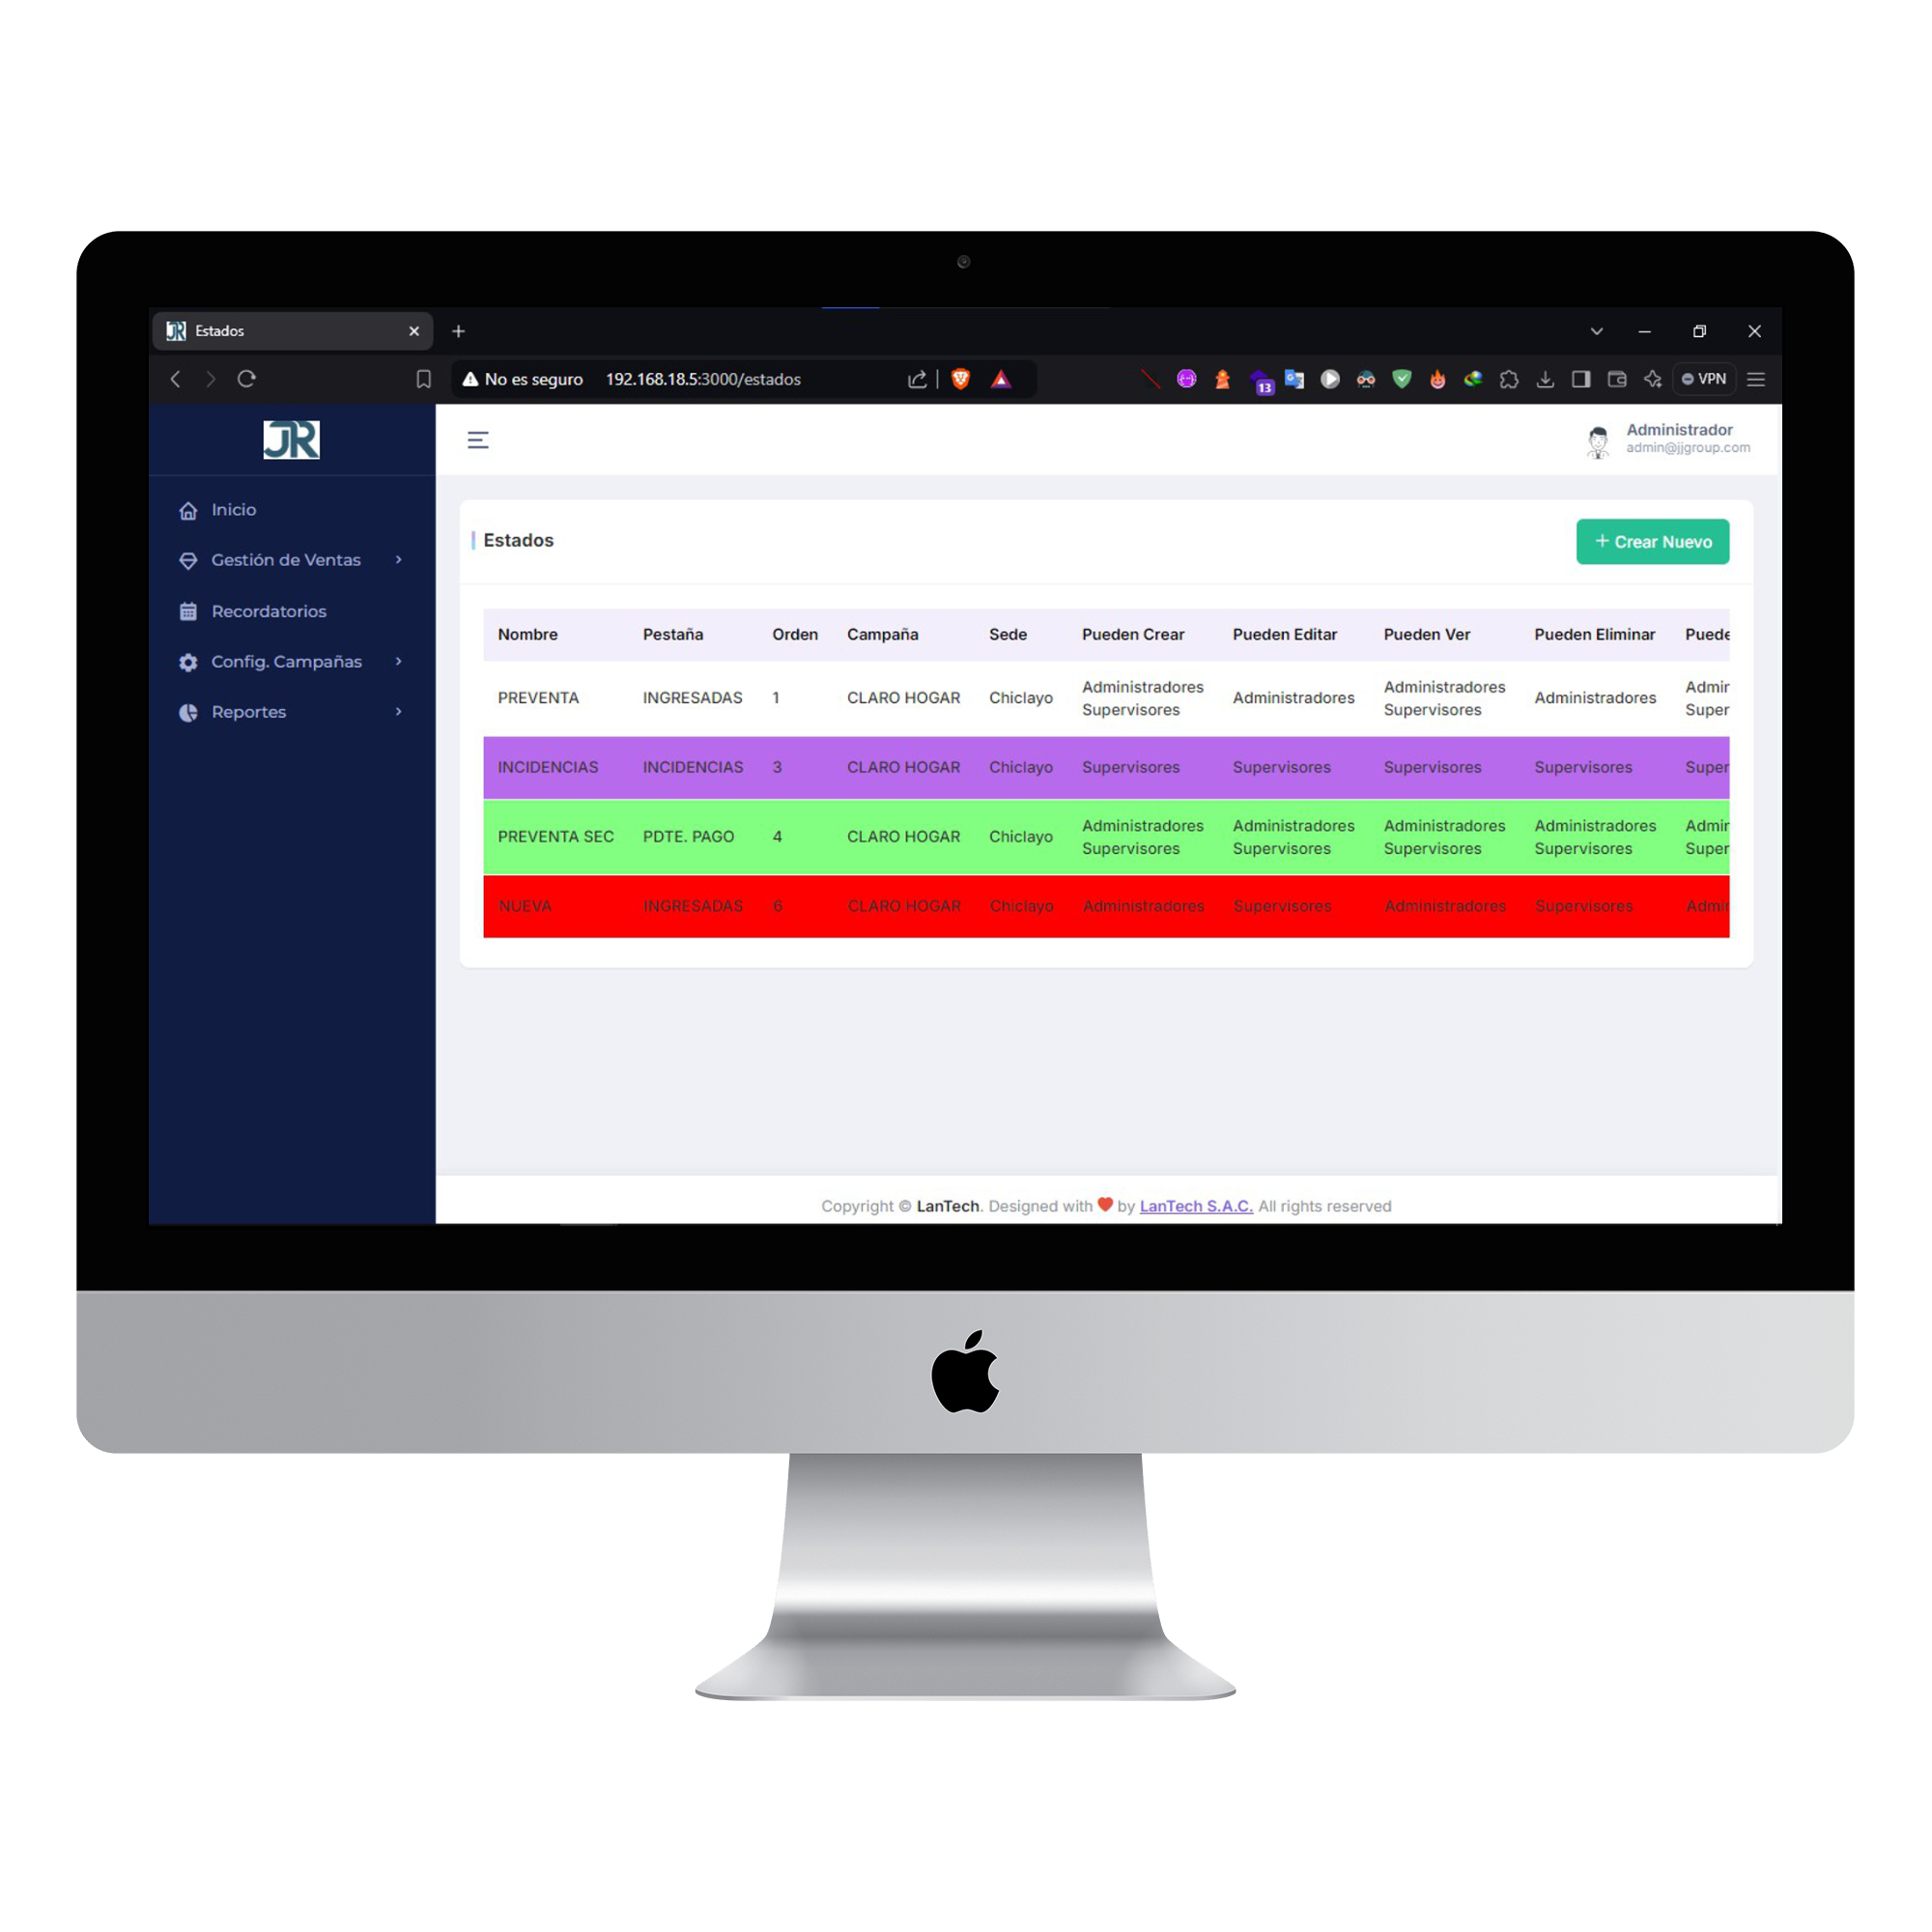 JR Estados
No es seguro 192.168.18.5:3000/estados
13
VPN
JR
Administrador
admin@jjgroup.com
Inicio
Gestión de Ventas
Recordatorios
Config. Campañas
Reportes
Estados
+ Crear Nuevo
Nombre Pestaña Orden Campaña Sede Pueden Crear Pueden Editar Pueden Ver Pueden Eliminar Puede
PREVENTA INGRESADAS 1 CLARO HOGAR Chiclayo Administradores Supervisores Administradores Administradores Supervisores Administradores Admir Super
INCIDENCIAS INCIDENCIAS 3 CLARO HOGAR Chiclayo Supervisores Supervisores Supervisores Supervisores Super
PREVENTA SEC PDTE. PAGO 4 CLARO HOGAR Chiclayo Administradores Supervisores Administradores Supervisores Administradores Supervisores Administradores Supervisores Admir Super
NUEVA INGRESADAS 6 CLARO HOGAR Chiclayo Administradores Supervisores Administradores Supervisores Admir
Copyright © LanTech. Designed with ❤ by LanTech S.A.C. All rights reserved